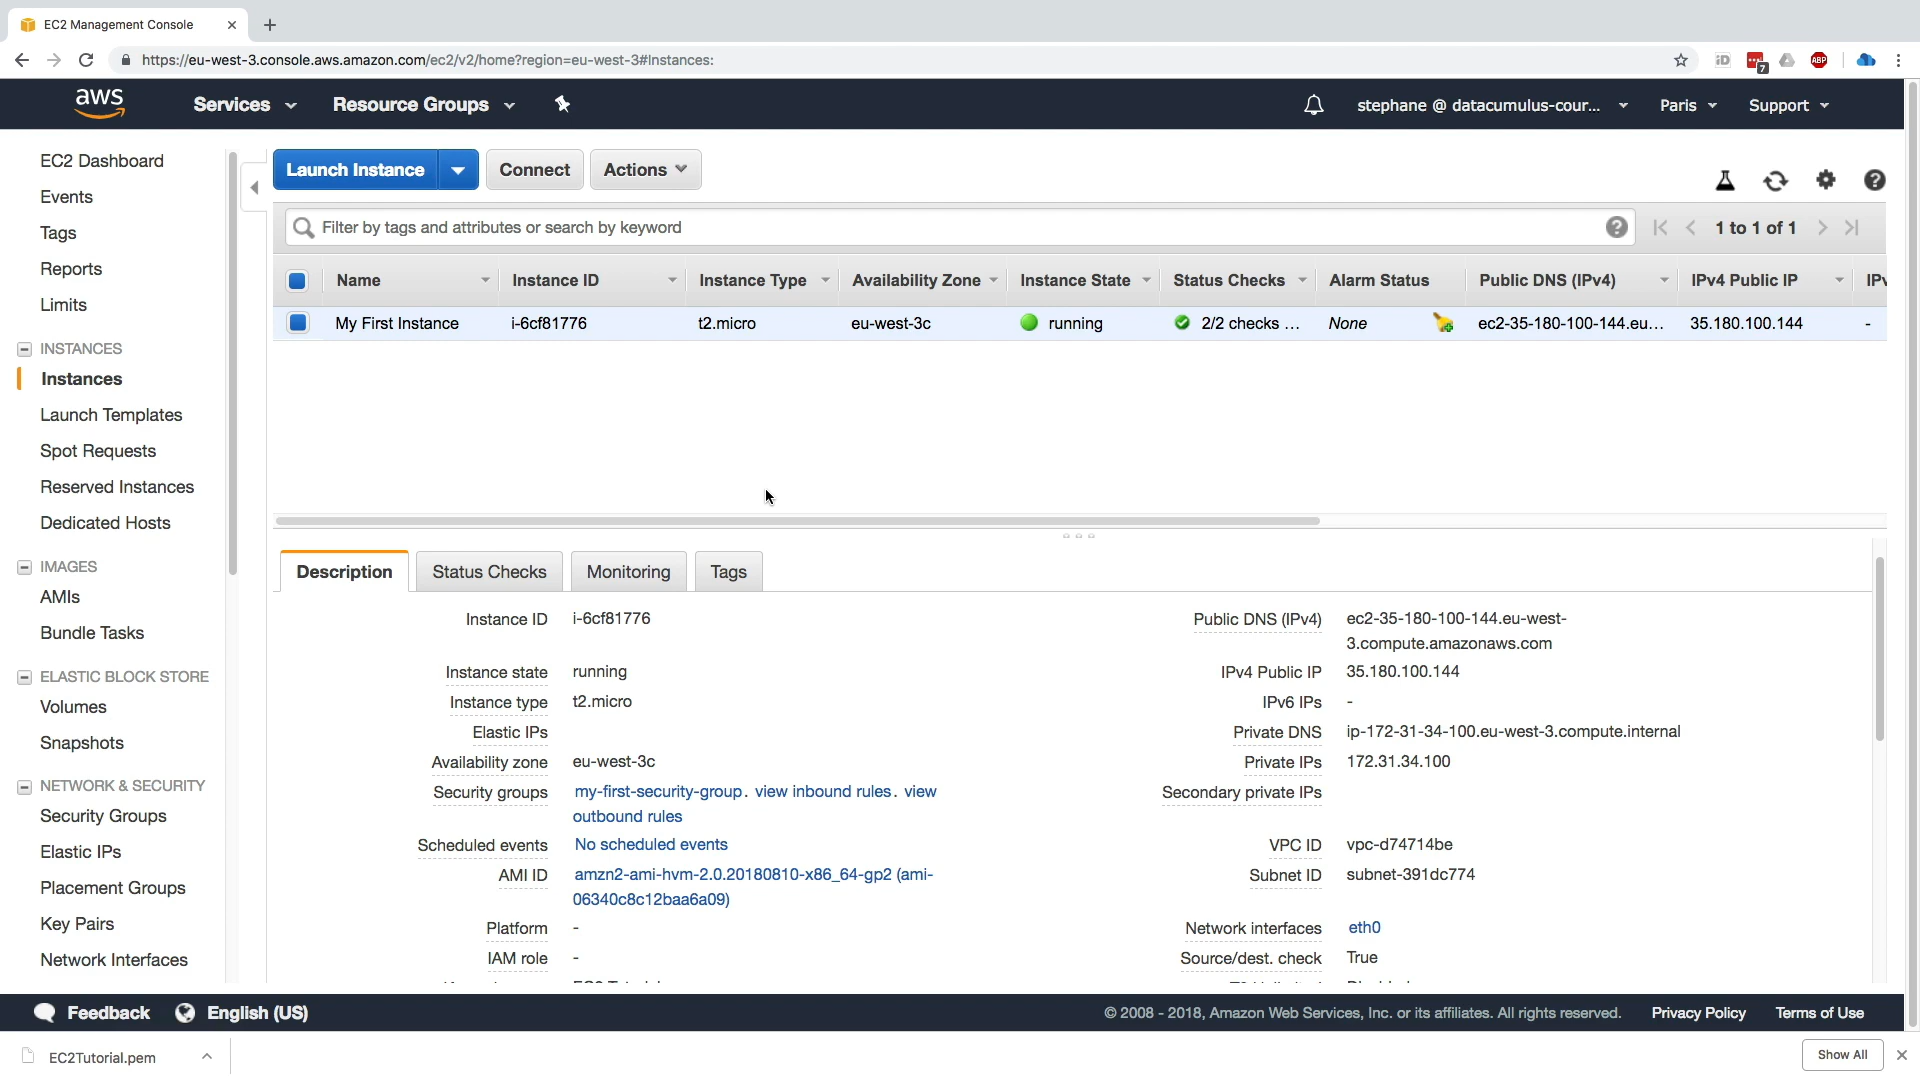 EC2 Management Console
https://eu-west-3.console.aws.amazon.com/ec2/v2/home?region=eu-west-3#Instances:
iD
7
ABP
aws
Services
Resource Groups
stephane @ datacumulus-cour...
Paris
Support
EC2 Dashboard
Events
Tags
Reports
Limits
INSTANCES
Instances
Launch Templates
Spot Requests
Reserved Instances
Dedicated Hosts
IMAGES
AMIs
Bundle Tasks
ELASTIC BLOCK STORE
Volumes
Snapshots
NETWORK & SECURITY
Security Groups
Elastic IPs
Placement Groups
Key Pairs
Network Interfaces
Launch Instance
Connect
Actions
Filter by tags and attributes or search by keyword
1 to 1 of 1
Name Instance ID Instance Type Availability Zone Instance State Status Checks Alarm Status Public DNS (IPv4) IPv4 Public IP IPv
My First Instance i-6cf81776 t2.micro eu-west-3c running 2/2 checks ... None ec2-35-180-100-144.eu... 35.180.100.144 -
Description Status Checks Monitoring Tags
Instance ID i-6cf81776
Instance state running
Instance type t2.micro
Elastic IPs
Availability zone eu-west-3c
Security groups my-first-security-group. view inbound rules. view
outbound rules
Scheduled events No scheduled events
AMI ID amzn2-ami-hvm-2.0.20180810-x86_64-gp2 (ami-
06340c8c12baa6a09)
Platform -
IAM role -
Public DNS (IPv4) ec2-35-180-100-144.eu-west-
3.compute.amazonaws.com
IPv4 Public IP 35.180.100.144
IPv6 IPs -
Private DNS ip-172-31-34-100.eu-west-3.compute.internal
Private IPs 172.31.34.100
Secondary private IPs
VPC ID vpc-d74714be
Subnet ID subnet-391dc774
Network interfaces eth0
Source/dest. check True
Feedback
English (US)
© 2008 - 2018, Amazon Web Services, Inc. or its affiliates. All rights reserved.
Privacy Policy
Terms of Use
EC2Tutorial.pem
Show All